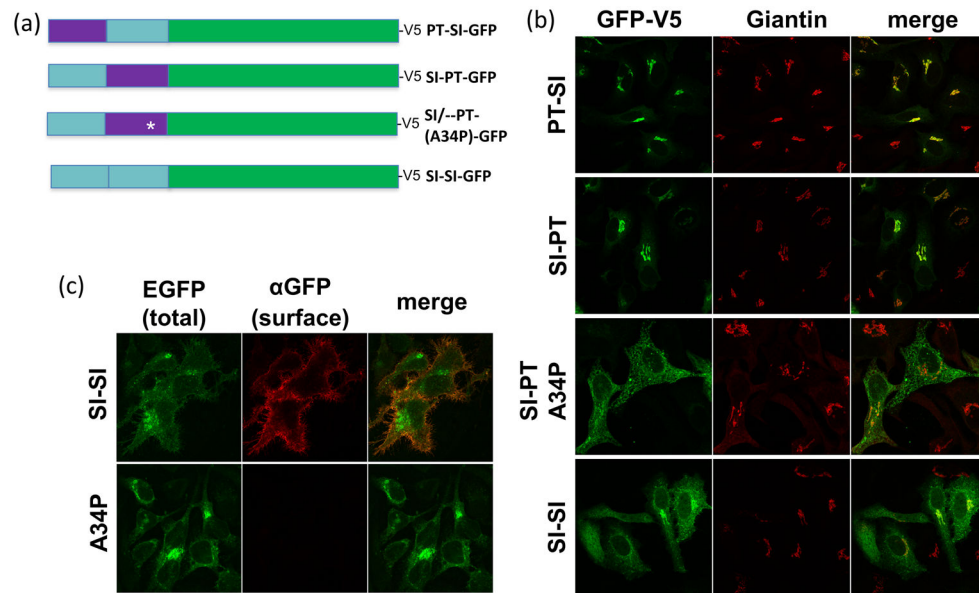 (a)
-V5 PT-SI-GFP
-V5 SI-PT-GFP
*
-V5 SI/--PT-
(A34P)-GFP
-V5 SI-SI-GFP
(b)
GFP-V5 Giantin merge
PT-SI
SI-PT
SI-PT
A34P
SI-SI
(c)
EGFP αGFP merge
(total) (surface)
SI-SI
A34P